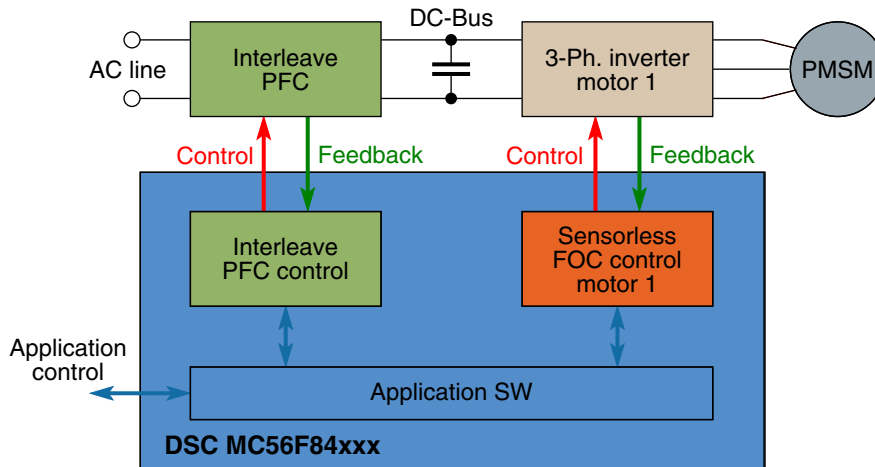 DC-Bus
AC line
Interleave
PFC
3-Ph. inverter
motor 1
PMSM
Control
Feedback
Control
Feedback
Interleave
PFC control
Sensorless
FOC control
motor 1
Application
control
Application SW
DSC MC56F84xxx